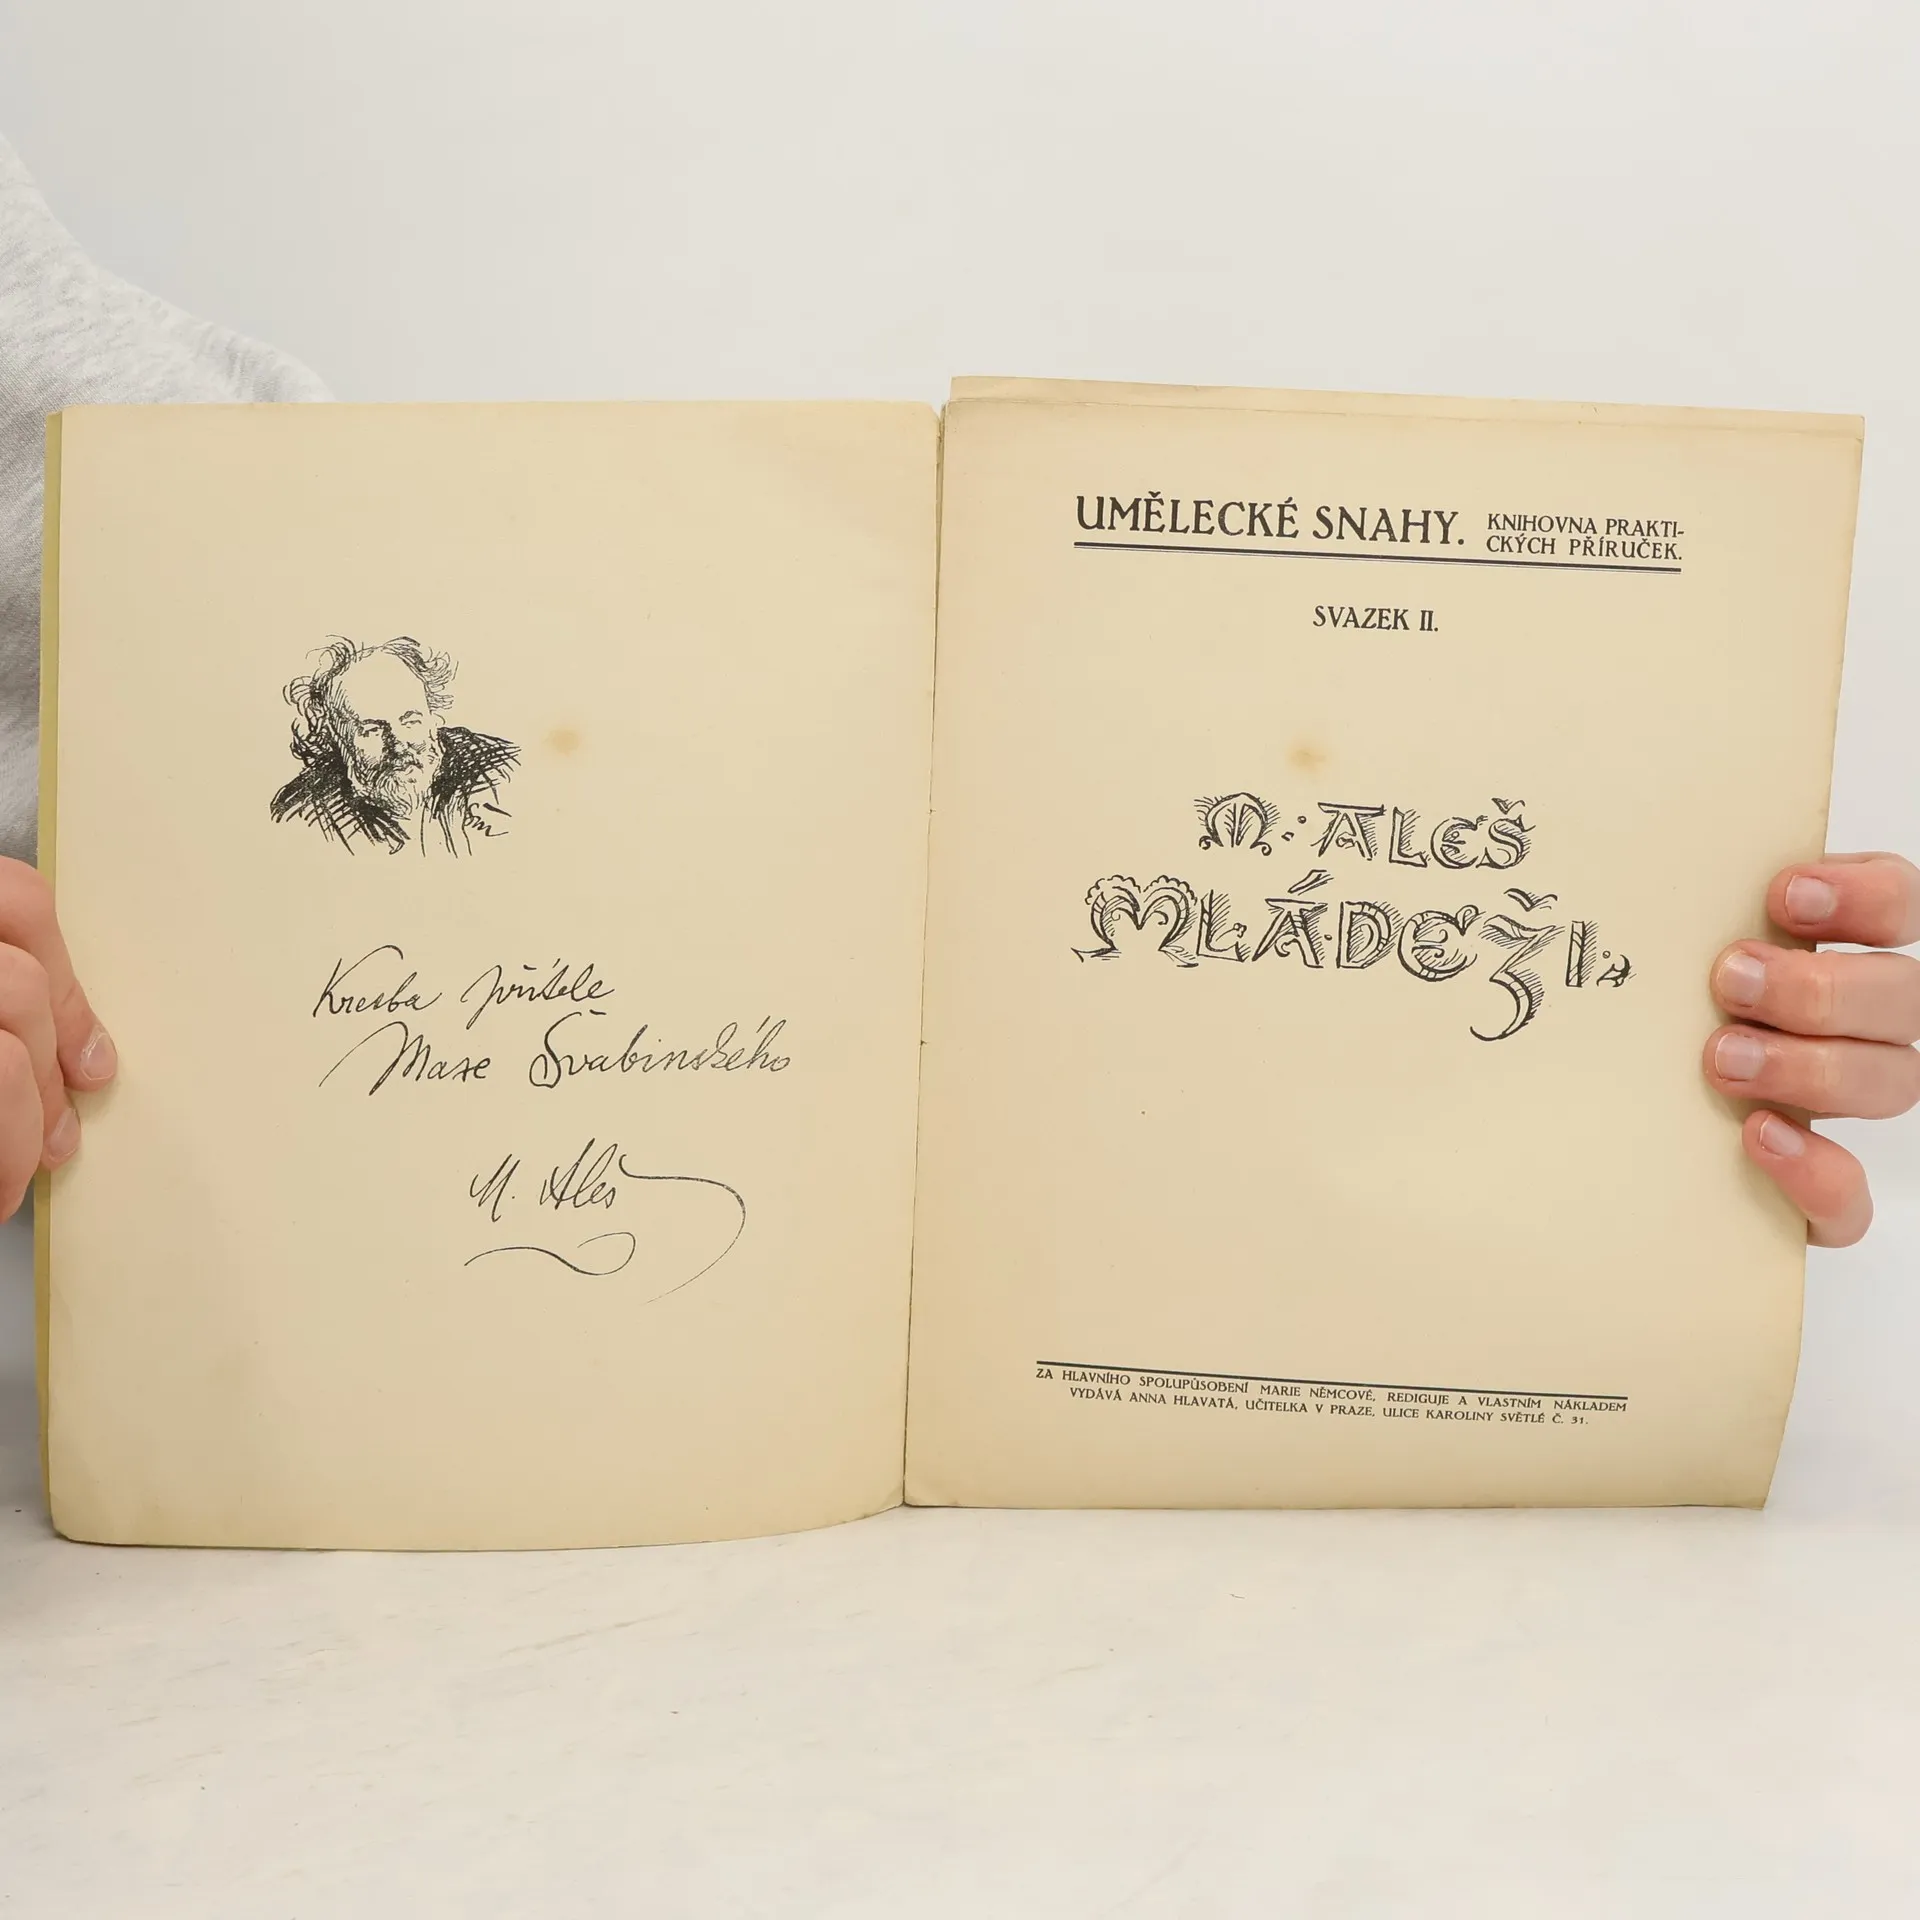 Šm
Kresba přítele
Maxe Švabinského
M. Aleš
UMĚLECKÉ SNAHY. KNIHOVNA PRAKTI-
CKÝCH PŘÍRUČEK.
SVAZEK II.
M: ALEŠ
MLÁDEŽI
ZA HLAVNÍHO SPOLUPŮSOBENÍ MARIE NĚMCOVÉ, REDIGUJE A VLASTNÍM NÁKLADEM
VYDÁVÁ ANNA HLAVATÁ, UČITELKA V PRAZE, ULICE KAROLINY SVĚTLÉ Č. 31.